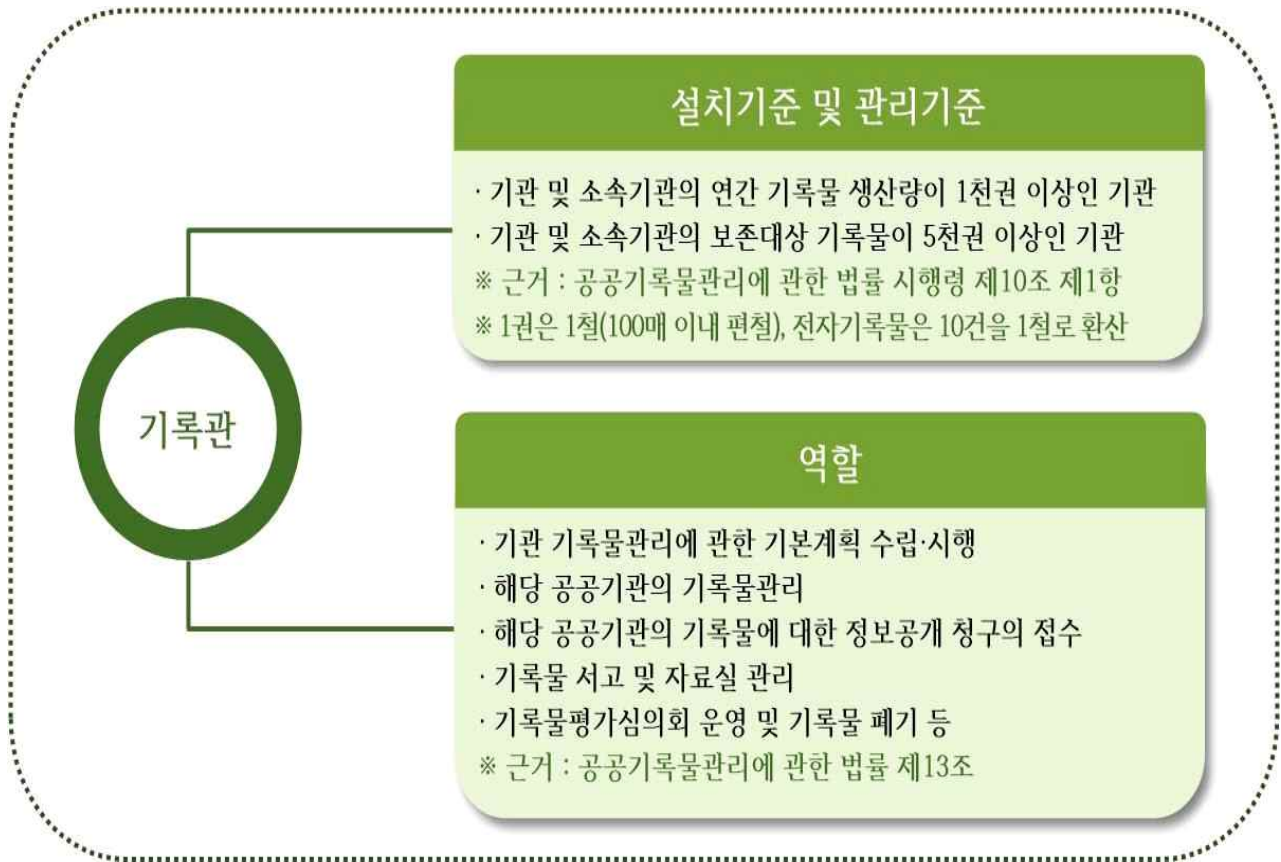 설치기준 및 관리기준
· 기관 및 소속기관의 연간 기록물 생산량이 1천권 이상인 기관
· 기관 및 소속기관의 보존대상 기록물이 5천권 이상인 기관
※ 근거 : 공공기록물관리에 관한 법률 시행령 제10조 제1항
※ 1권은 1철(100매 이내 편철), 전자기록물은 10건을 1철로 환산
기록관
역할
· 기관 기록물관리에 관한 기본계획 수립·시행
· 해당 공공기관의 기록물관리
· 해당 공공기관의 기록물에 대한 정보공개 청구의 접수
· 기록물 서고 및 자료실 관리
· 기록물평가심의회 운영 및 기록물 폐기 등
※ 근거 : 공공기록물관리에 관한 법률 제13조